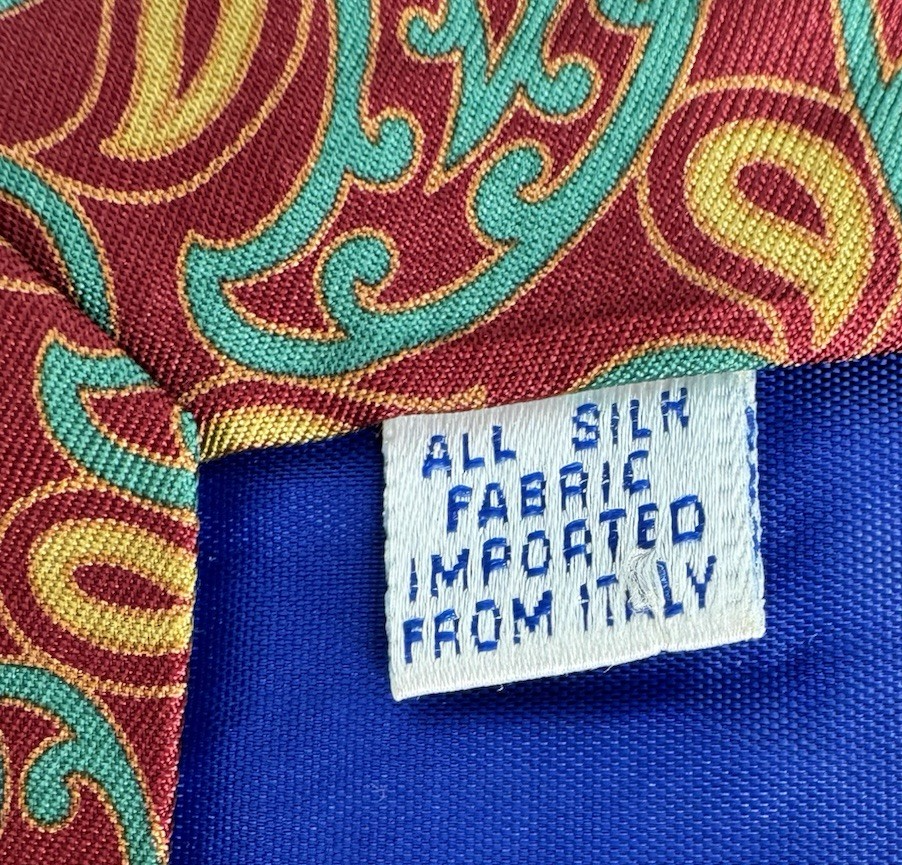 ALL SILK
FABRIC
IMPORTED
FROM ITALY